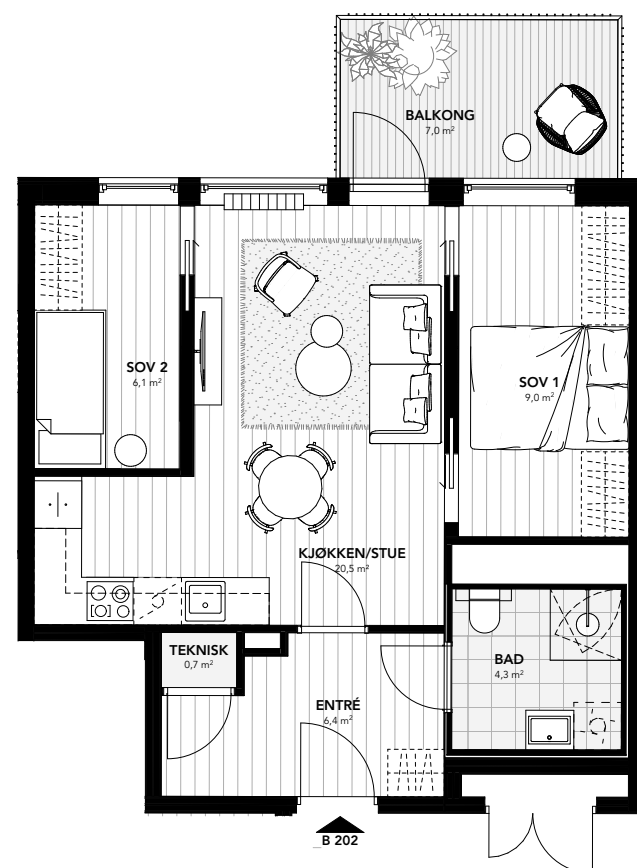 BALKONG
7,0 m²
SOV 2
6,1 m²
SOV 1
9,0 m²
KJØKKEN/STUE
20,5 m²
TEKNISK
0,7 m²
BAD
4,3 m²
ENTRÉ
6,4 m²
_B 202